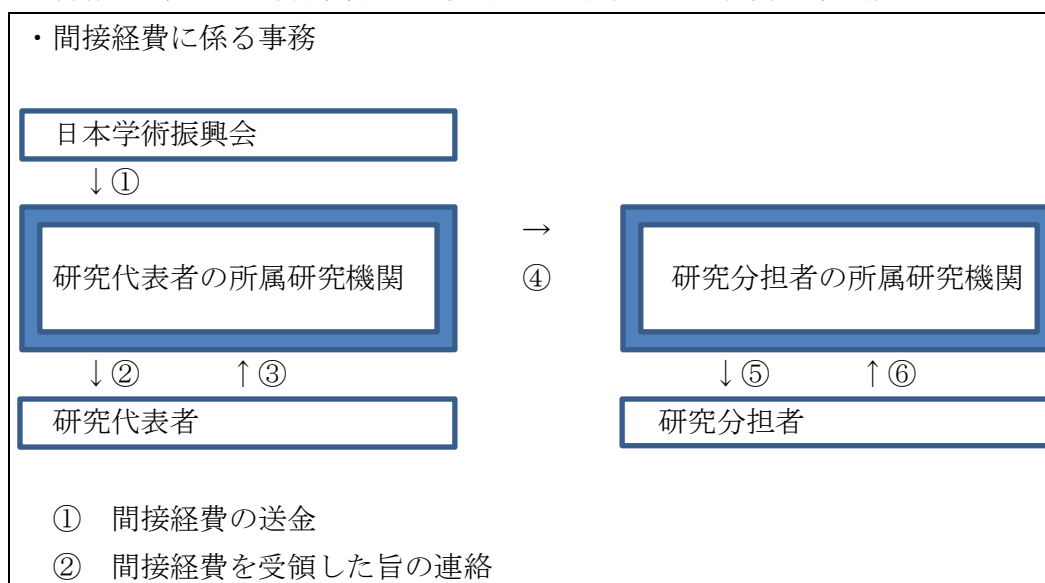 ・間接経費に係る事務
日本学術振興会
↓①
研究代表者の所属研究機関
→
④
研究分担者の所属研究機関
↓② ↑③
↓⑤ ↑⑥
研究代表者
研究分担者
① 間接経費の送金
② 間接経費を受領した旨の連絡